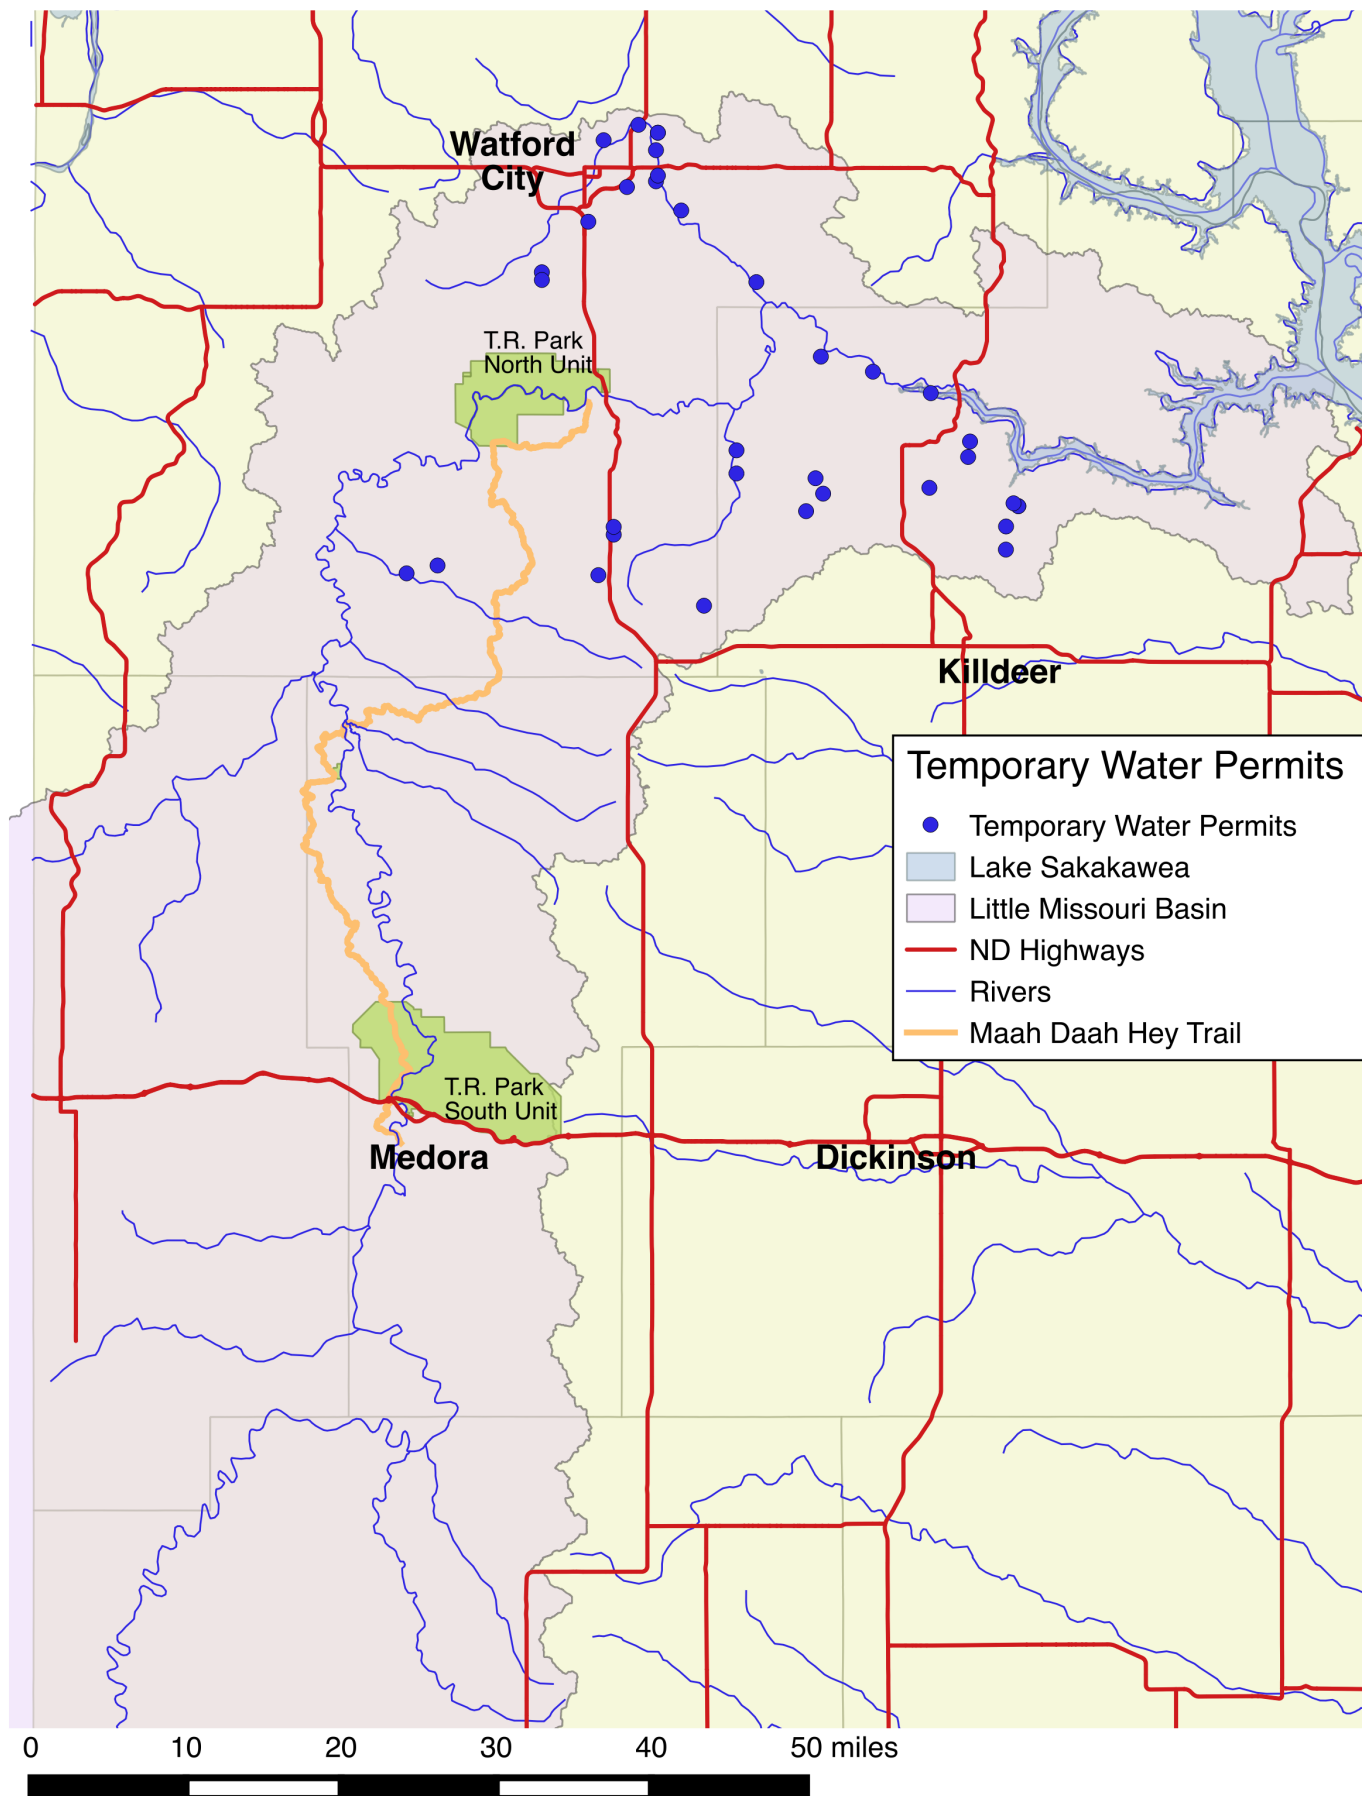 Watford
City
T.R. Park
North Unit
Killdeer
Temporary Water Permits
Temporary Water Permits
Lake Sakakawea
Little Missouri Basin
ND Highways
Rivers
Maah Daah Hey Trail
T.R. Park
South Unit
Medora
Dickinson
0 10 20 30 40 50 miles